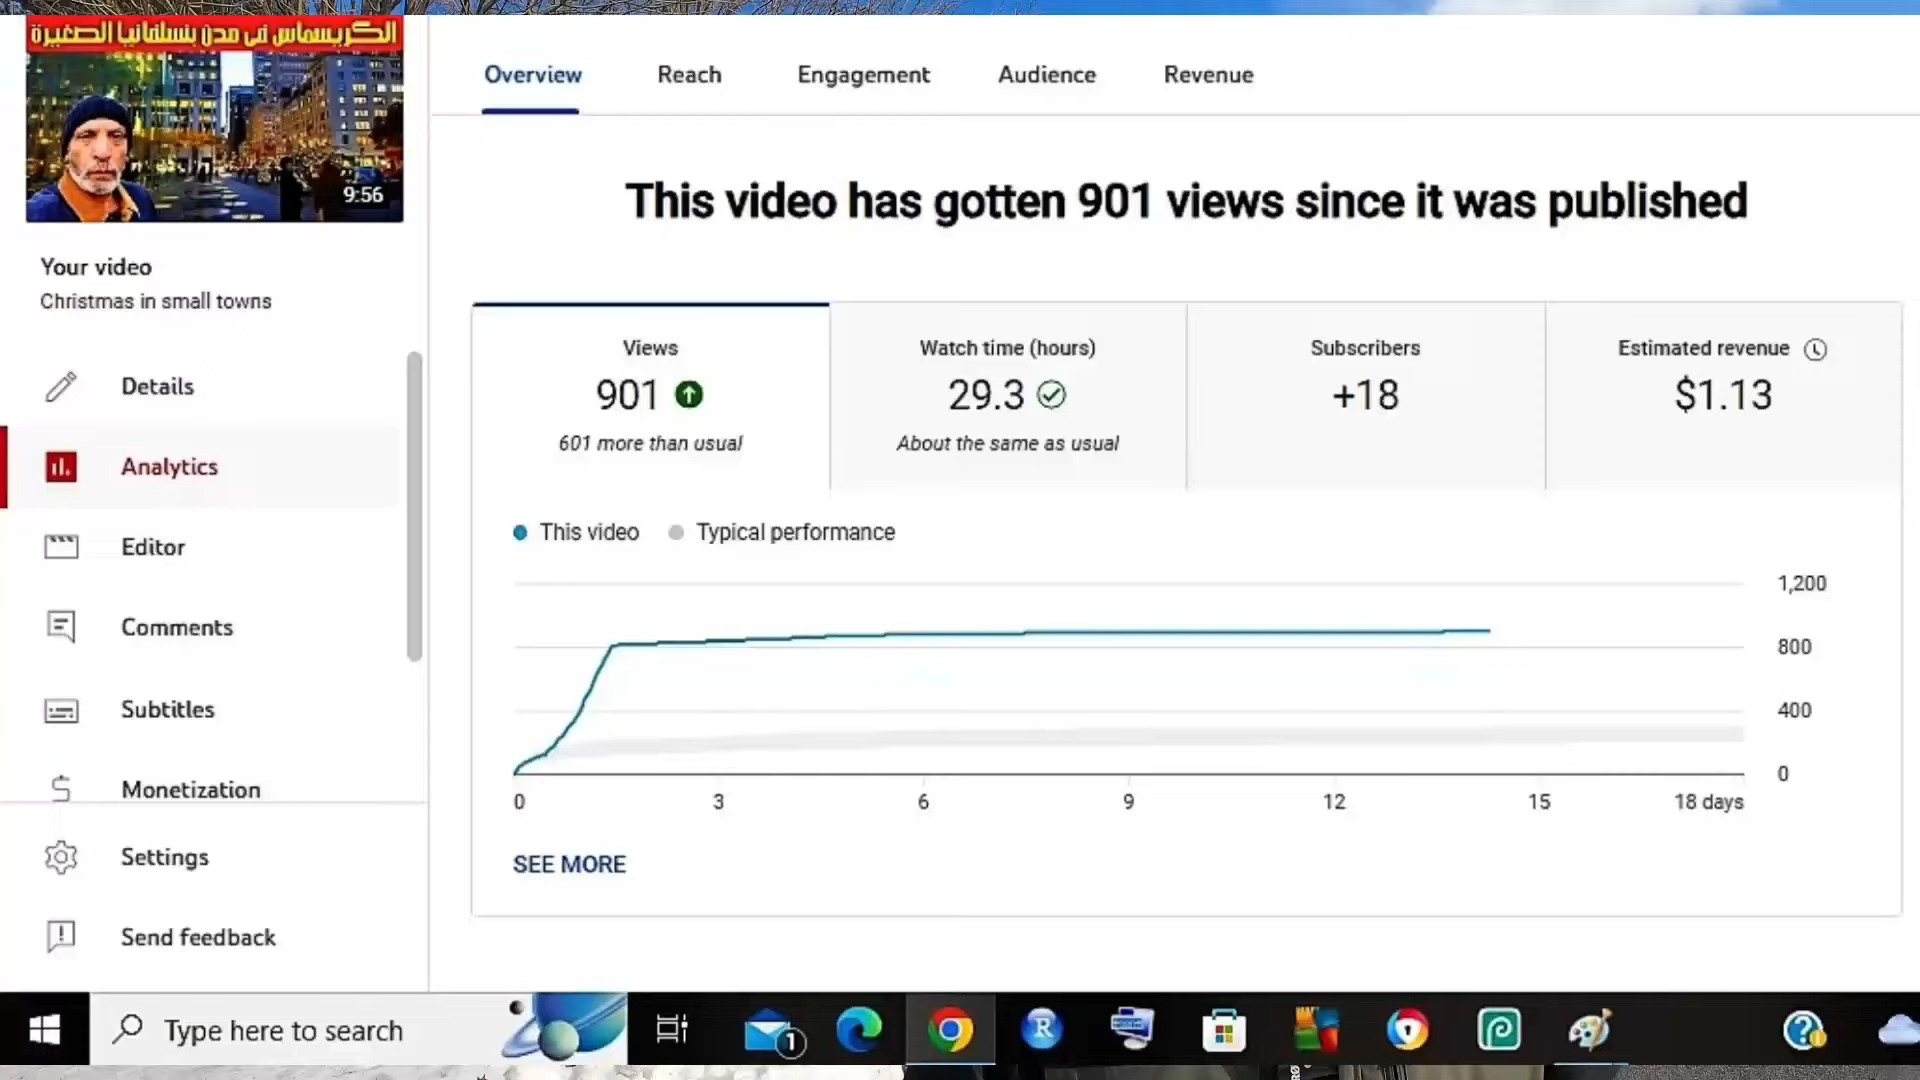 الكريسماس فى مدن بنسلفانيا الصغيرة
9:56
Your video
Christmas in small towns
Details
Analytics
Editor
Comments
Subtitles
Monetization
Settings
Send feedback
Overview
Reach
Engagement
Audience
Revenue
This video has gotten 901 views since it was published
Views
901
601 more than usual
Watch time (hours)
29.3
About the same as usual
Subscribers
+18
Estimated revenue
$1.13
This video
Typical performance
1,200
800
400
0
0
3
6
9
12
15
18 days
SEE MORE
Type here to search
1
R